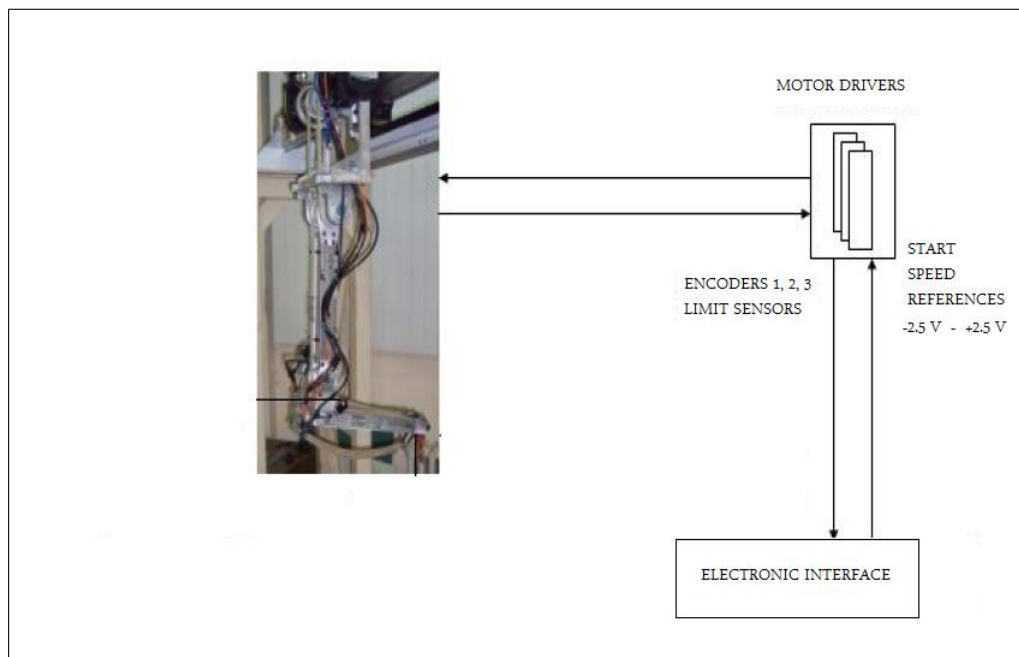 MOTOR DRIVERS
START
SPEED
REFERENCES
-2.5 V - +2.5 V
ENCODERS 1, 2, 3
LIMIT SENSORS
ELECTRONIC INTERFACE